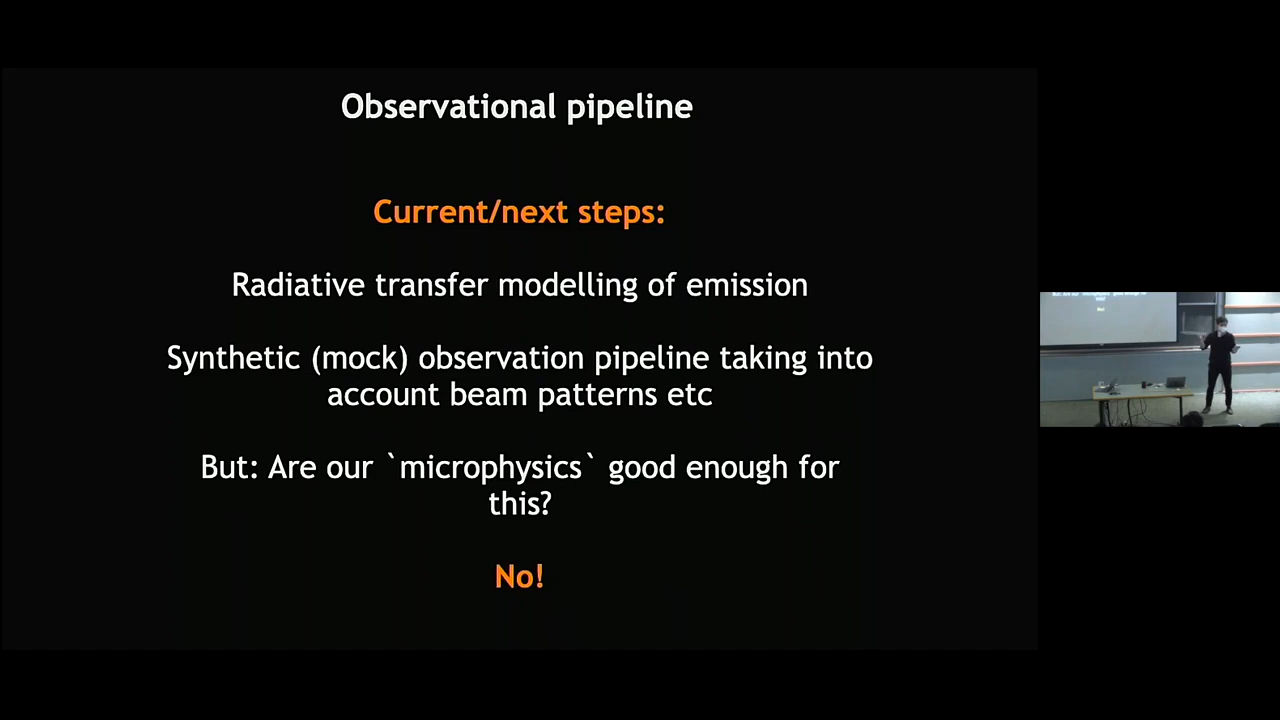 Observational pipeline
Current/next steps:
Radiative transfer modelling of emission
Synthetic (mock) observation pipeline taking into
account beam patterns etc
But: Are our `microphysics` good enough for
this?
No!